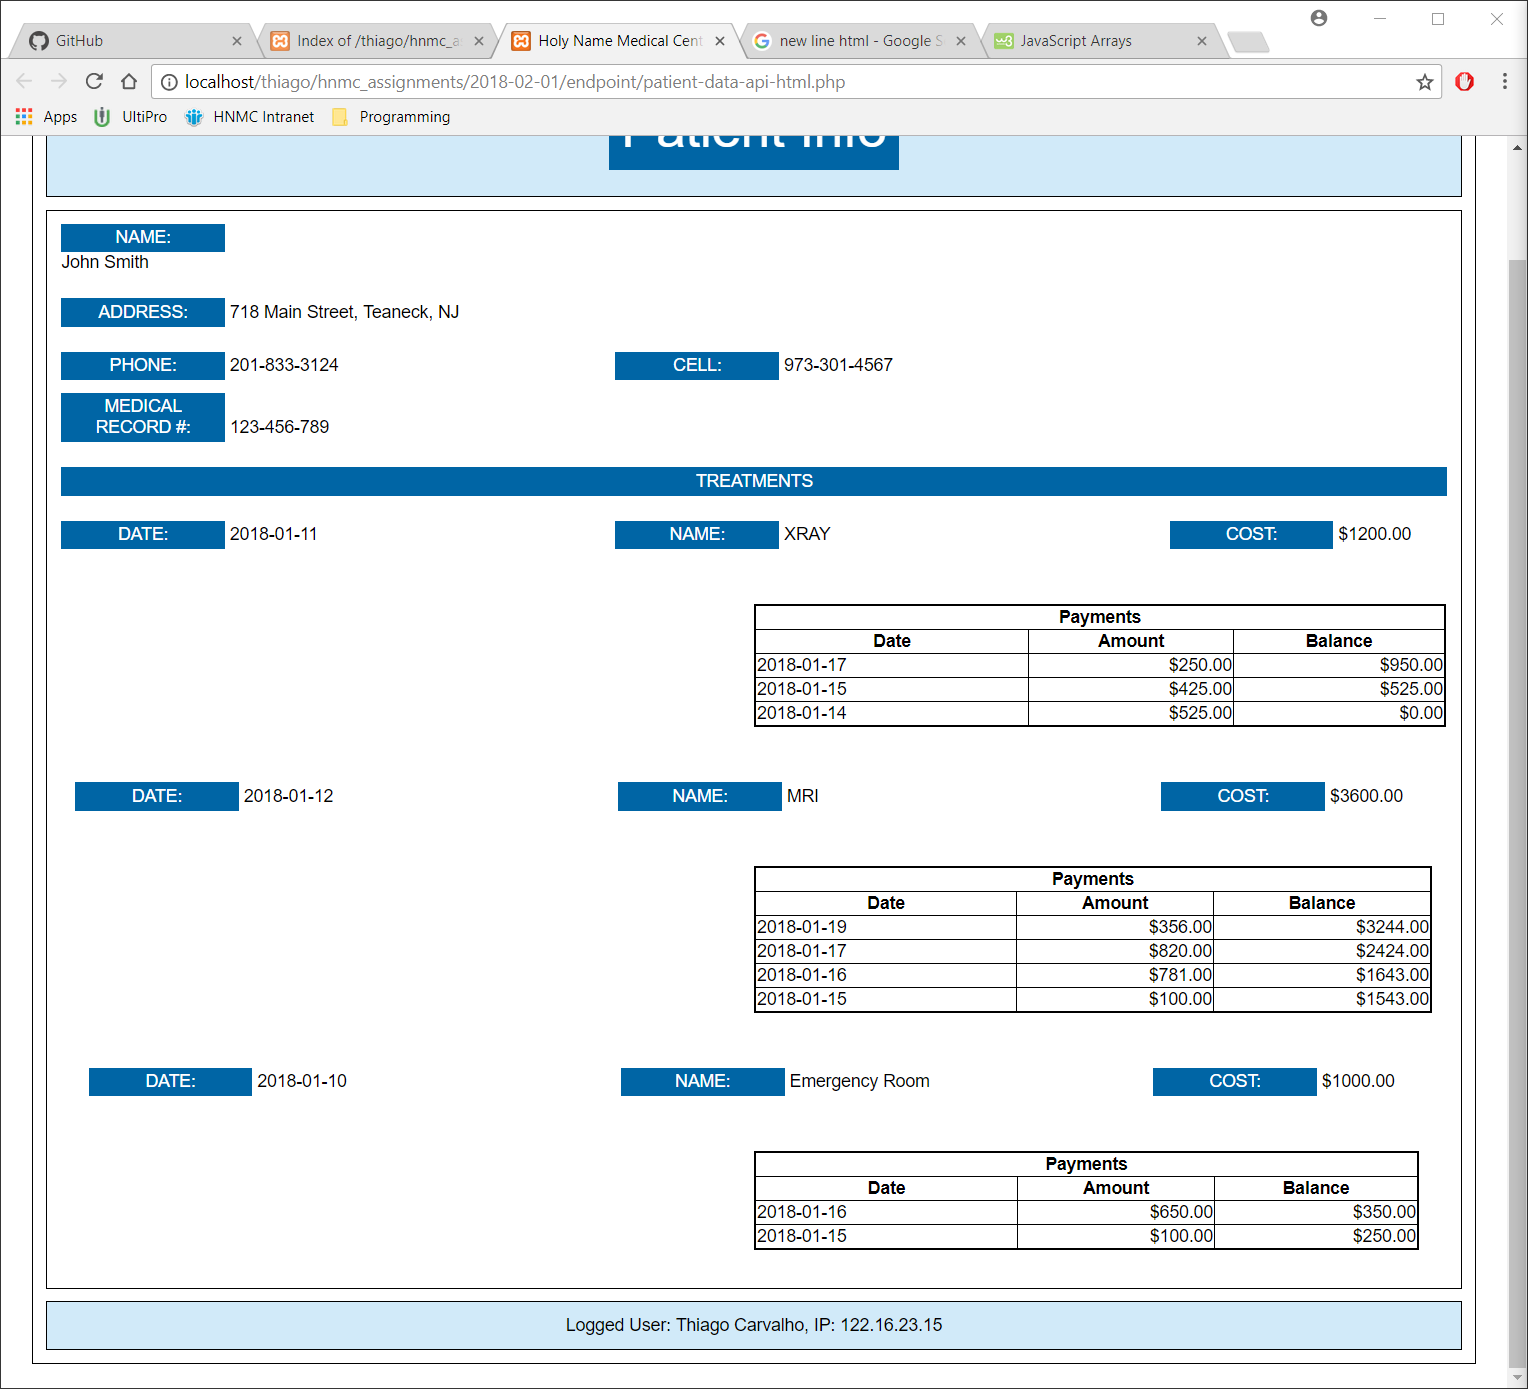 GitHub
Index of /thiago/hnmc_a
Holy Name Medical Cent
new line html - Google S
JavaScript Arrays
localhost/thiago/hnmc_assignments/2018-02-01/endpoint/patient-data-api-html.php
Apps UltiPro HNMC Intranet Programming
Patient Info
NAME:
John Smith
ADDRESS: 718 Main Street, Teaneck, NJ
PHONE: 201-833-3124 CELL: 973-301-4567
MEDICAL
RECORD #: 123-456-789
TREATMENTS
DATE: 2018-01-11 NAME: XRAY COST: $1200.00
Payments
Date Amount Balance
2018-01-17 $250.00 $950.00
2018-01-15 $425.00 $525.00
2018-01-14 $525.00 $0.00
DATE: 2018-01-12 NAME: MRI COST: $3600.00
Payments
Date Amount Balance
2018-01-19 $356.00 $3244.00
2018-01-17 $820.00 $2424.00
2018-01-16 $781.00 $1643.00
2018-01-15 $100.00 $1543.00
DATE: 2018-01-10 NAME: Emergency Room COST: $1000.00
Payments
Date Amount Balance
2018-01-16 $650.00 $350.00
2018-01-15 $100.00 $250.00
Logged User: Thiago Carvalho, IP: 122.16.23.15